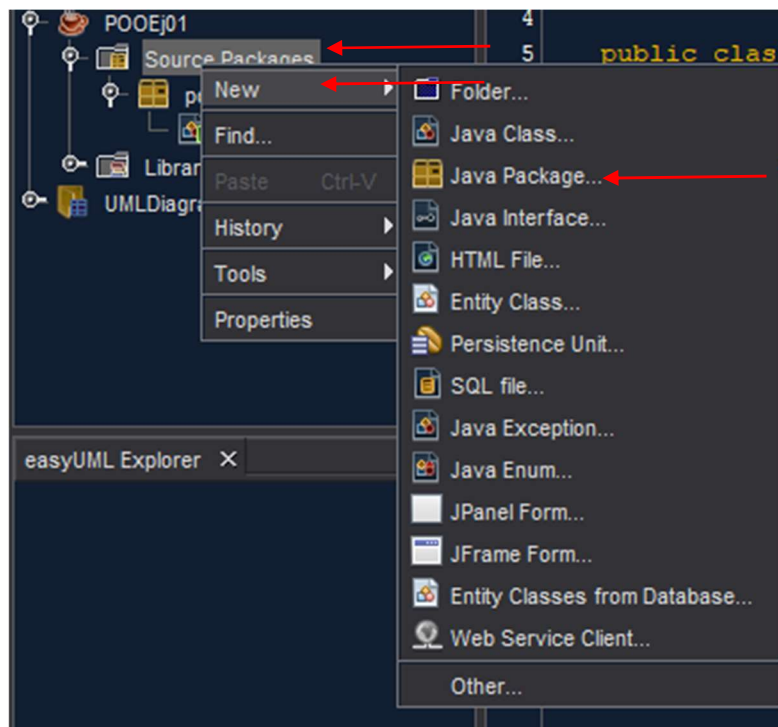 POOEj01
4
Source Packages
5 public clas
New
Folder...
Find...
Java Class...
Paste Ctrl-V
Java Package...
History
Java Interface...
Tools
HTML File...
Properties
Entity Class...
Persistence Unit...
SQL file...
Java Exception...
Java Enum...
JPanel Form...
JFrame Form...
Entity Classes from Database...
Web Service Client...
Other...
Librar
UMLDiagra
easyUML Explorer